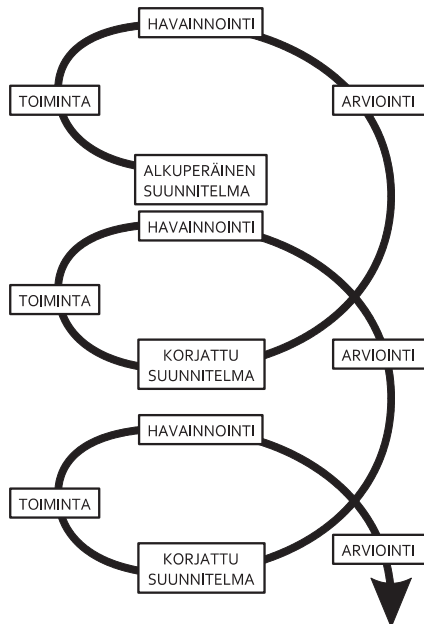 HAVAINNOINTI
TOIMINTA
ARVIOINTI
ALKUPERÄINEN
SUUNNITELMA
HAVAINNOINTI
TOIMINTA
ARVIOINTI
KORJATTU
SUUNNITELMA
HAVAINNOINTI
TOIMINTA
ARVIOINTI
KORJATTU
SUUNNITELMA